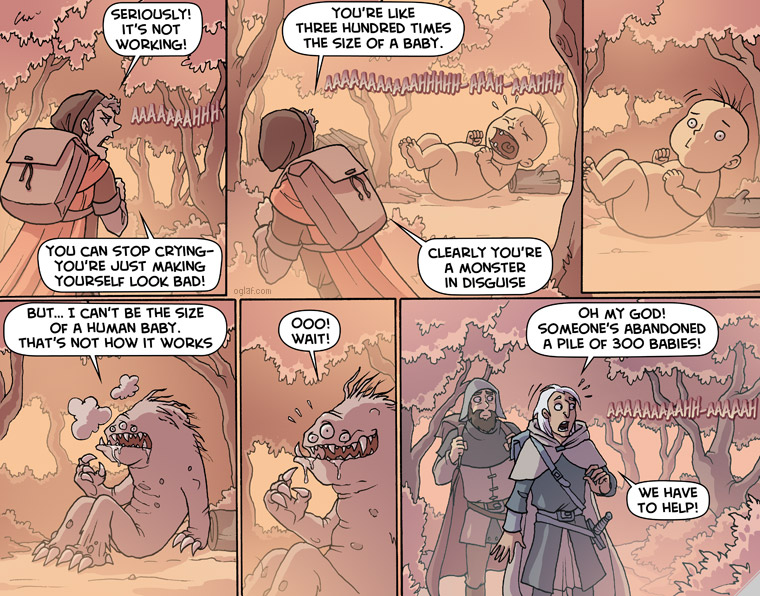 SERIOUSLY!
IT'S NOT
WORKING!
AAAAAAHHH
YOU CAN STOP CRYING-
YOU'RE JUST MAKING
YOURSELF LOOK BAD!
YOU'RE LIKE
THREE HUNDRED TIMES
THE SIZE OF A BABY.
AAAAAAAAAAAHHHHH-AAAH-AAAHHH
CLEARLY YOU'RE
A MONSTER
IN DISGUISE
oglaf.com
BUT... I CAN'T BE THE SIZE
OF A HUMAN BABY.
THAT'S NOT HOW IT WORKS
OOO!
WAIT!
OH MY GOD!
SOMEONE'S ABANDONED
A PILE OF 300 BABIES!
AAAAAAAAHH-AAAAAH
WE HAVE
TO HELP!